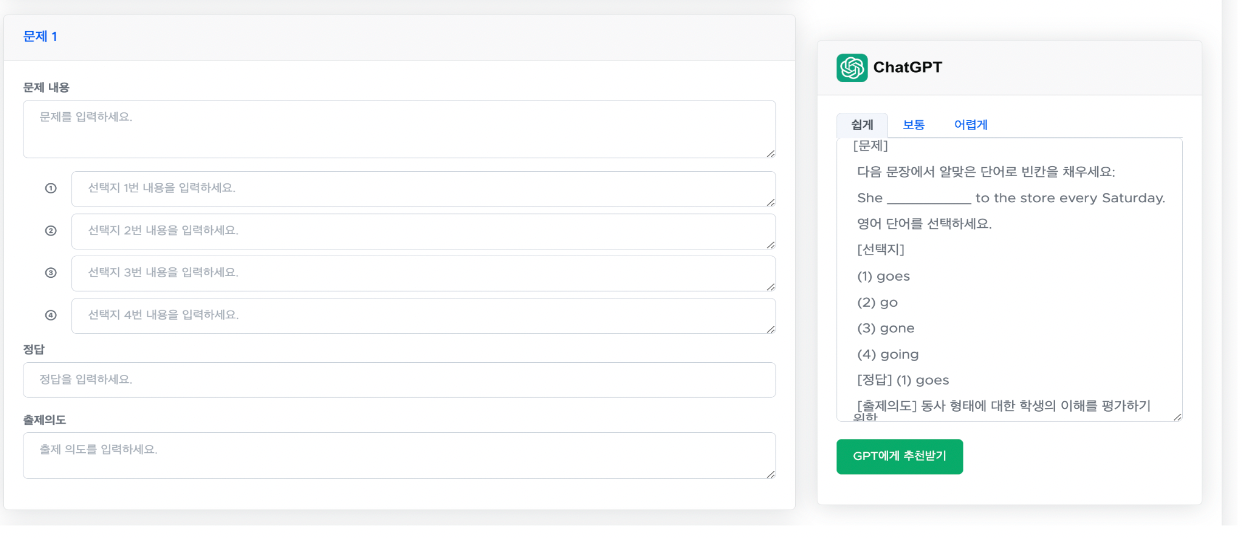 문제 1
문제 내용
문제를 입력하세요.
① 선택지 1번 내용을 입력하세요.
② 선택지 2번 내용을 입력하세요.
③ 선택지 3번 내용을 입력하세요.
④ 선택지 4번 내용을 입력하세요.
정답
정답을 입력하세요.
출제의도
출제 의도를 입력하세요.
ChatGPT
쉽게 보통 어렵게
[문제]
다음 문장에서 알맞은 단어로 빈칸을 채우세요:
She ____________ to the store every Saturday.
영어 단어를 선택하세요.
[선택지]
(1) goes
(2) go
(3) gone
(4) going
[정답] (1) goes
[출제의도] 동사 형태에 대한 학생의 이해를 평가하기
위함
GPT에게 추천받기